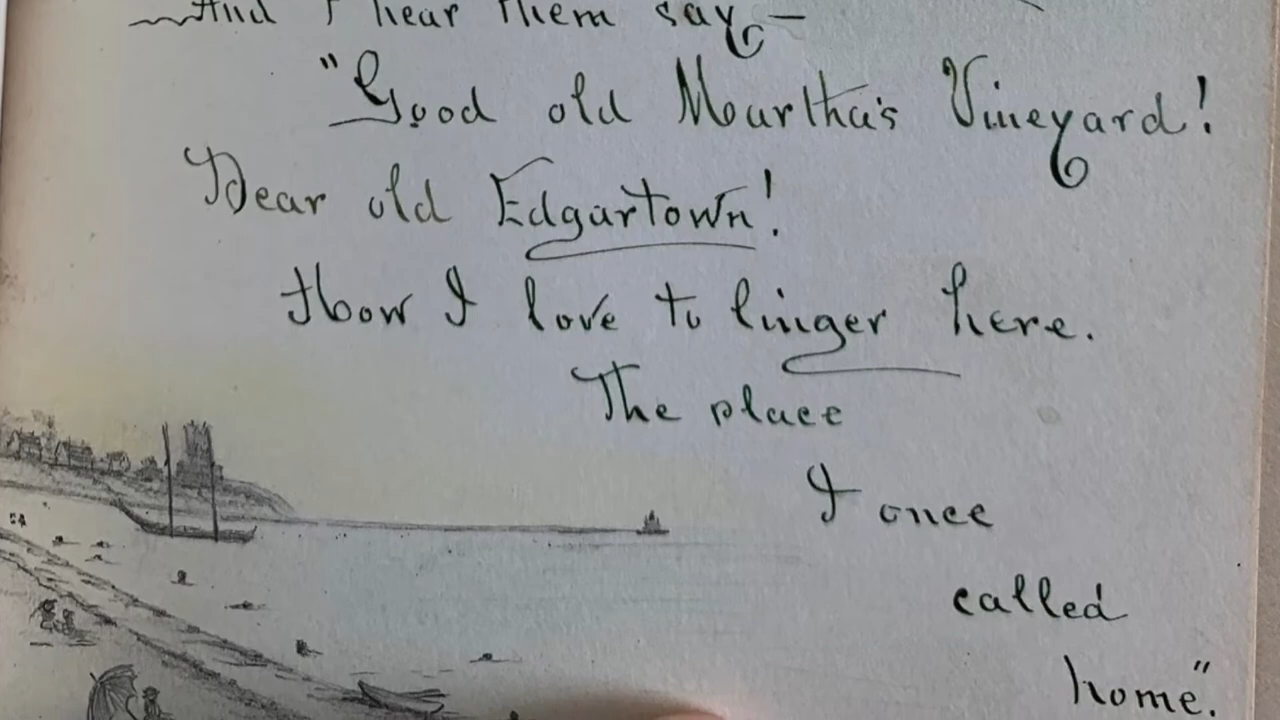 And I hear them say, —
"Good old Martha's Vineyard!
Dear old Edgartown!
How I love to linger here.
The place
I once
called
home".